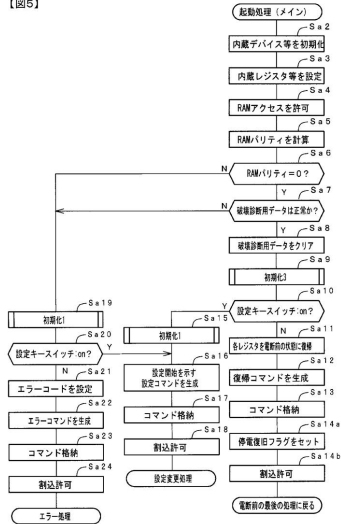 【図5】
起動処理（メイン）
Sa2
内蔵デバイス等を初期化
Sa3
内蔵レジスタ等を設定
Sa4
RAMアクセスを許可
Sa5
RAMパリティを計算
Sa6
RAMパリティ＝0？
N
Y
Sa7
破壊診断用データは正常か？
N
Y
Sa8
破壊診断用データをクリア
Sa9
初期化3
Sa10
設定キースイッチ:on？
Y
N
Sa11
各レジスタを電断前の状態に復帰
Sa12
復帰コマンドを生成
Sa13
コマンド格納
Sa14a
停電復旧フラグをセット
Sa14b
割込許可
電断前の最後の処理に戻る
Sa15
初期化1
Sa16
設定開始を示す
設定コマンドを生成
Sa17
コマンド格納
Sa18
割込許可
設定変更処理
Sa19
初期化1
Sa20
設定キースイッチ:on？
Y
N
Sa21
エラーコードを設定
Sa22
エラーコマンドを生成
Sa23
コマンド格納
Sa24
割込許可
エラー処理